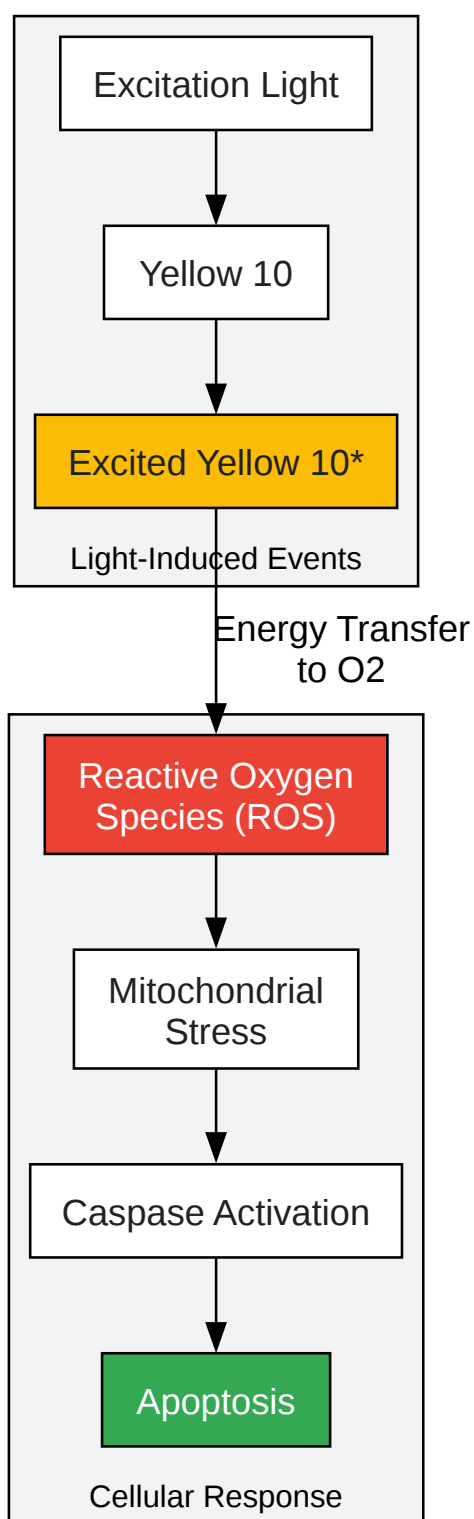 Excitation Light
Yellow 10
Excited Yellow 10*
Light-Induced Events
Energy Transfer
to O2
Reactive Oxygen
Species (ROS)
Mitochondrial
Stress
Caspase Activation
Apoptosis
Cellular Response